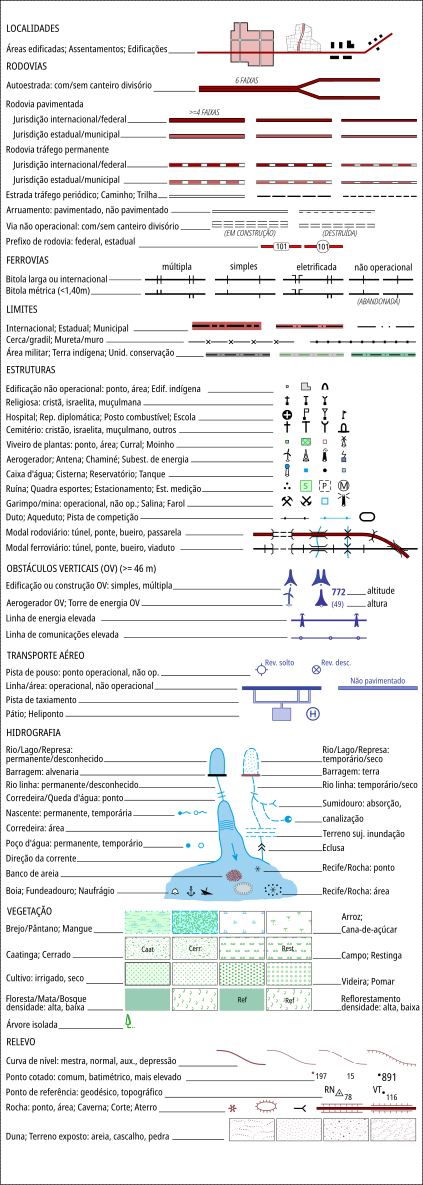 LOCALIDADES
Áreas edificadas; Assentamentos; Edificações
RODOVIAS
6 FAIXAS
Autoestrada: com/sem canteiro divisório
Rodovia pavimentada
>=4 FAIXAS
Jurisdição internacional/federal
Jurisdição estadual/municipal
Rodovia tráfego permanente
Jurisdição internacional/federal
Jurisdição estadual/municipal
Estrada tráfego periódico; Caminho; Trilha
Arruamento: pavimentado, não pavimentado
Via não operacional: com/sem canteiro divisório
(EM CONSTRUÇÃO) (DESTRUÍDA)
Prefixo de rodovia: federal, estadual 101 101
FERROVIAS
múltipla simples eletrificada não operacional
Bitola larga ou internacional
Bitola métrica (<1,40m)
(ABANDONADA)
LIMITES
Internacional; Estadual; Municipal
Cerca/gradil; Mureta/muro
Área militar; Terra indígena; Unid. conservação
ESTRUTURAS
Edificação não operacional: ponto, área; Edif. indígena
Religiosa: cristã, israelita, muçulmana
Hospital; Rep. diplomática; Posto combustível; Escola
Cemitério: cristão, israelita, muçulmano, outros
Viveiro de plantas: ponto, área; Curral; Moinho
Aerogerador; Antena; Chaminé; Subest. de energia
Caixa d'água; Cisterna; Reservatório; Tanque
Ruína; Quadra esportes; Estacionamento; Est. medição S P M
Garimpo/mina: operacional, não op.; Salina; Farol
Duto; Aqueduto; Pista de competição
Modal rodoviario: túnel, ponte, bueiro, passarela
Modal ferroviário: túnel, ponte, bueiro, viaduto
OBSTÁCULOS VERTICAIS (OV) (>= 46 m)
Edificação ou construção OV: simples, múltipla
772 altitude
Aerogerador OV; Torre de energia OV (49) altura
Linha de energia elevada
Linha de comunicações elevada
TRANSPORTE AÉREO
Rev. solto Rev. desc.
Pista de pouso: ponto operacional, não op.
Linha/área: operacional, não operacional Não pavimentado
Pista de taxiamento
Pátio; Heliponto H
HIDROGRAFIA
Rio/Lago/Represa: Rio/Lago/Represa:
permanente/desconhecido temporário/seco
Barragem: alvenaria Barragem: terra
Rio linha: permanente/desconhecido Rio linha: temporário/seco
Corredeira/Queda d'água: ponto Sumidouro: absorção,
Nascente: permanente, temporária canalização
Corredeira: área Terreno suj. inundação
Poço d'água: permanente, temporário Eclusa
Direção da corrente
Recife/Rocha: ponto
Banco de areia
Boia; Fundeadouro; Naufrágio Recife/Rocha: área
VEGETAÇÃO
Arroz;
Brejo/Pântano; Mangue Cana-de-açúcar
Caatinga; Cerrado Caat Cerr. Rest. Campo; Restinga
Cultivo: irrigado, seco Videira; Pomar
Floresta/Mata/Bosque Ref Ref Reflorestamento
densidade: alta, baixa densidade: alta, baixa
Árvore isolada
RELEVO
Curva de nível: mestra, normal, aux., depressão
Ponto cotado: comum, batimétrico, mais elevado 197 15 891
Ponto de referência: geodésico, topográfico RN 78 VT 116
Rocha: ponto, área; Caverna; Corte; Aterro
Duna; Terreno exposto: areia, cascalho, pedra